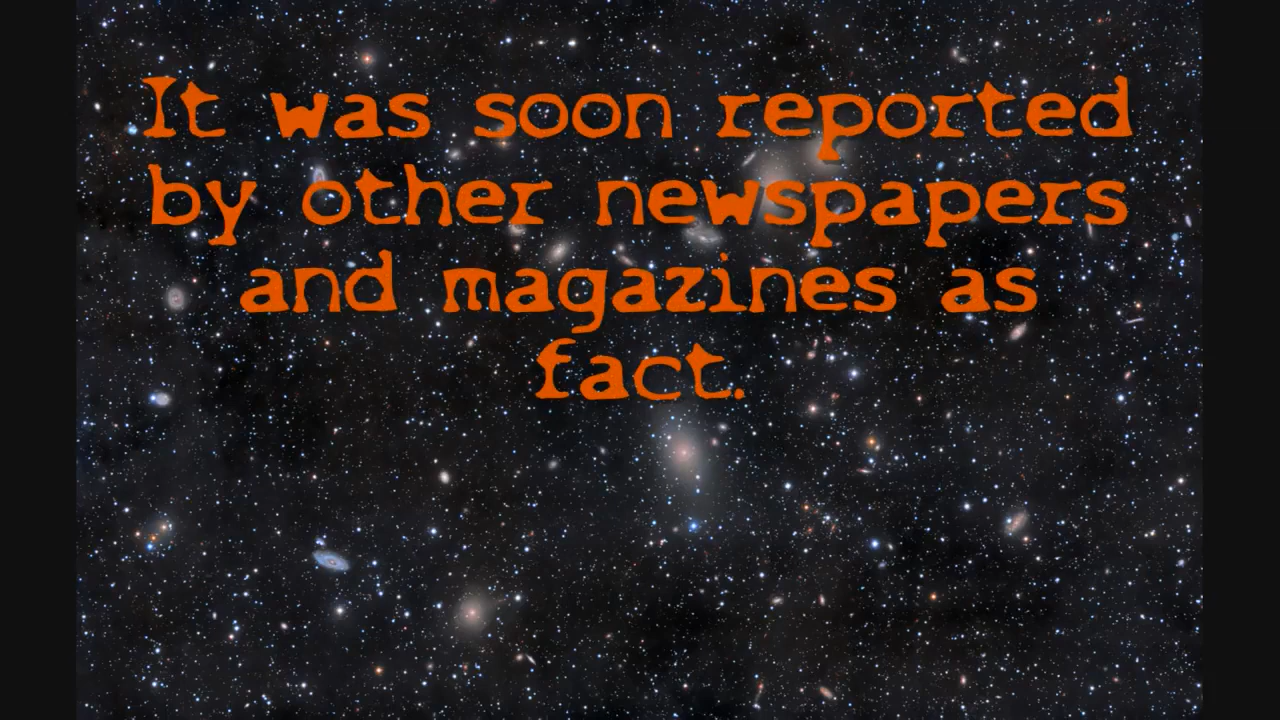 It was soon reported
by other newspapers
and magazines as
fact.